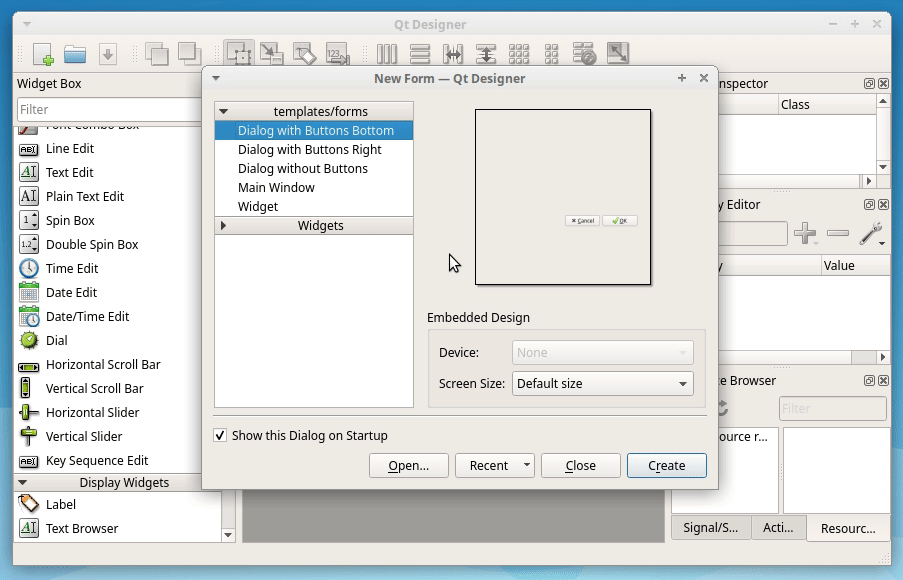 Qt Designer
123
Widget Box
Filter
Font Combo Box
Line Edit
Text Edit
Plain Text Edit
Spin Box
Double Spin Box
Time Edit
Date Edit
Date/Time Edit
Dial
Horizontal Scroll Bar
Vertical Scroll Bar
Horizontal Slider
Vertical Slider
Key Sequence Edit
Display Widgets
Label
Text Browser
New Form — Qt Designer
templates/forms
Dialog with Buttons Bottom
Dialog with Buttons Right
Dialog without Buttons
Main Window
Widget
Widgets
Cancel
OK
Embedded Design
Device:
None
Screen Size:
Default size
Show this Dialog on Startup
Open...
Recent
Close
Create
nspector
Class
y Editor
y
Value
e Browser
Filter
ource r...
Signal/S...
Acti...
Resourc...